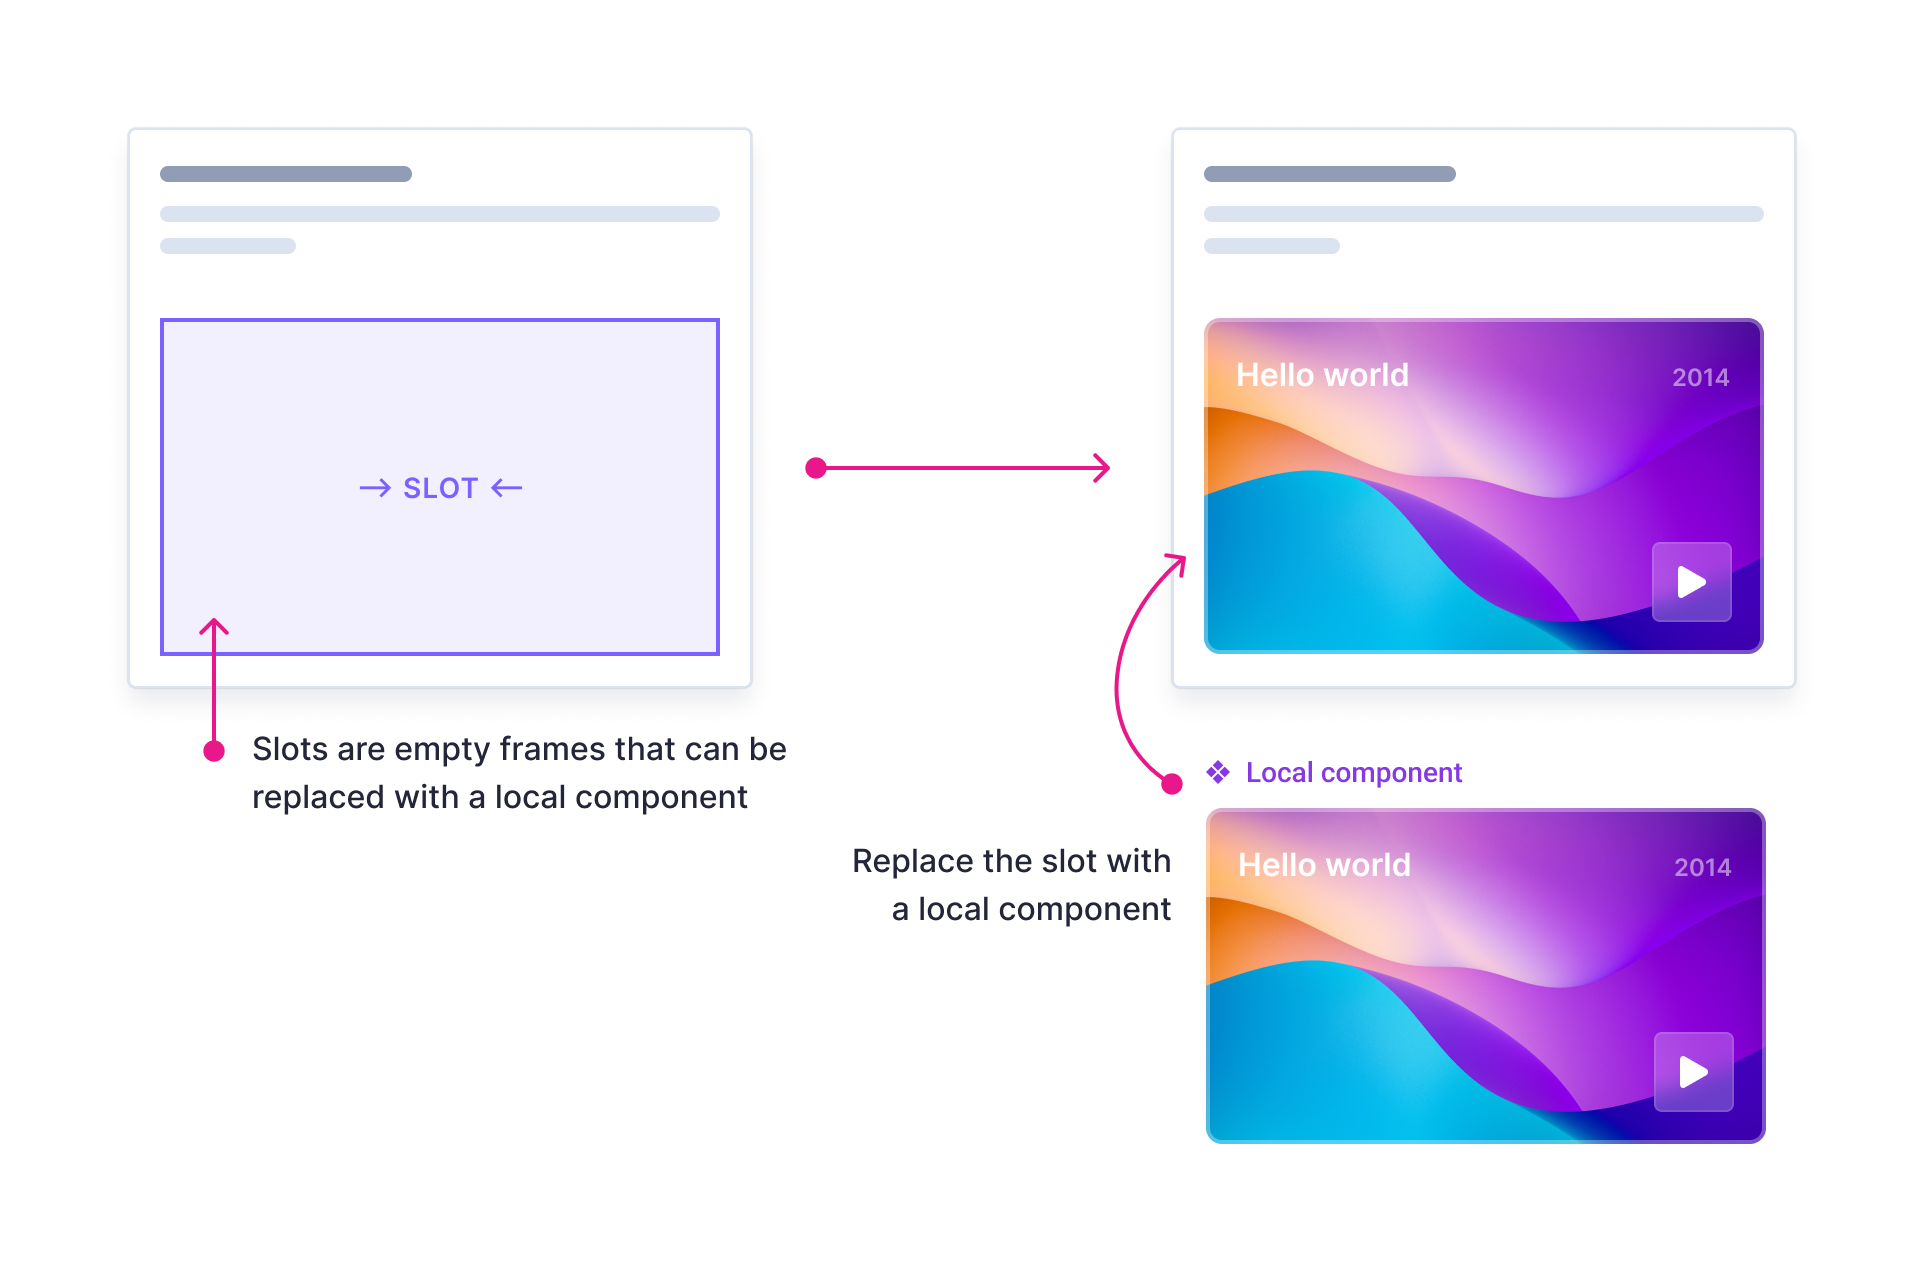 → SLOT ←
Slots are empty frames that can be
replaced with a local component
Hello world
2014
Local component
Replace the slot with
a local component
Hello world
2014